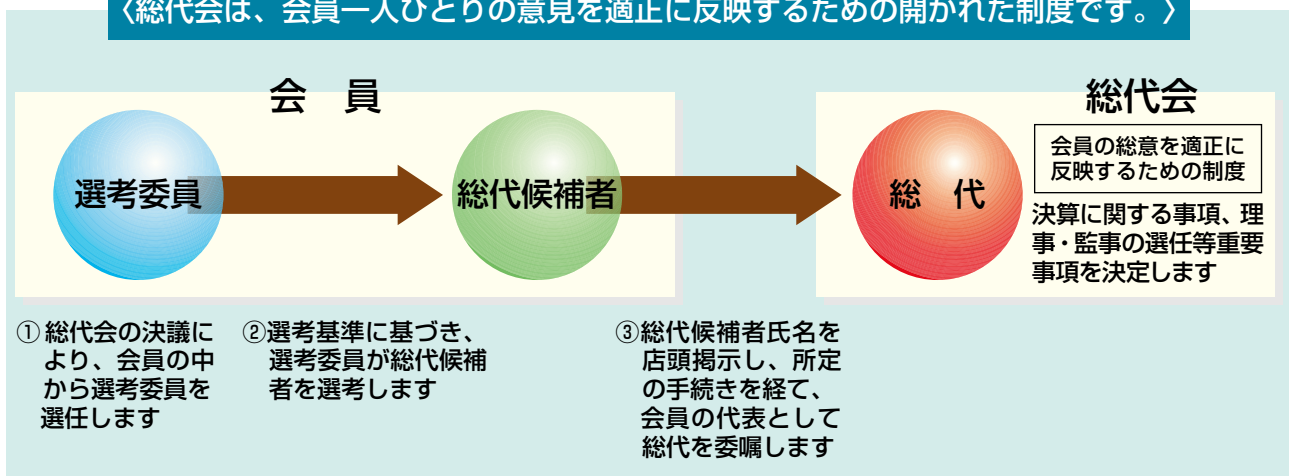 〈総代会は、会員一人ひとりの意見を適正に反映するための開かれた制度です。〉
会　員
選考委員
総代候補者
総代会
総　代
会員の総意を適正に
反映するための制度
決算に関する事項、理
事・監事の選任等重要
事項を決定します
①総代会の決議に
より、会員の中
から選考委員を
選任します
②選考基準に基づき、
選考委員が総代候補
者を選考します
③総代候補者氏名を
店頭掲示し、所定
の手続きを経て、
会員の代表として
総代を委嘱します